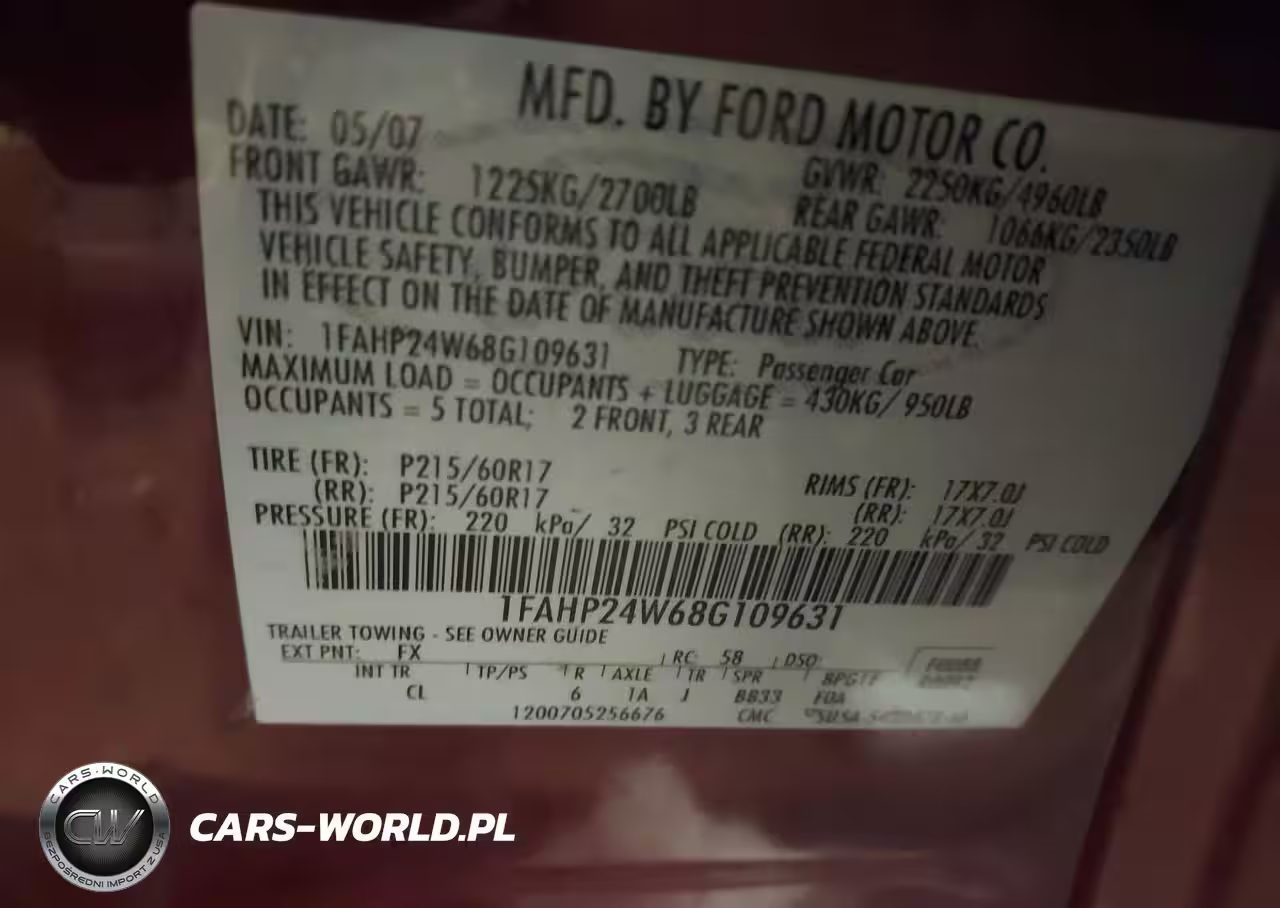 MFD. BY FORD MOTOR CO.
DATE: 05/07 GVWR: 2250KG/4960LB
FRONT GAWR: 1225KG/2700LB REAR GAWR: 1066KG/2350LB
THIS VEHICLE CONFORMS TO ALL APPLICABLE FEDERAL MOTOR
VEHICLE SAFETY, BUMPER, AND THEFT PREVENTION STANDARDS
IN EFFECT ON THE DATE OF MANUFACTURE SHOWN ABOVE.
VIN: 1FAHP24W68G109631 TYPE: Passenger Car
MAXIMUM LOAD = OCCUPANTS + LUGGAGE = 430KG/ 950LB
OCCUPANTS = 5 TOTAL; 2 FRONT, 3 REAR
TIRE (FR): P215/60R17 RIMS (FR): 17X7.0J
(RR): P215/60R17 (RR): 17X7.0J
PRESSURE (FR): 220 kPa/ 32 PSI COLD (RR): 220 kPa/ 32 PSI COLD
1FAHP24W68G109631
TRAILER TOWING - SEE OWNER GUIDE
EXT PNT: FX RC: 58 DSO:
INT TR TP/PS R AXLE TR SPR
CL 6 1A J BB33
1200705256676 CMC
CARS-WORLD
CW
BEZPOŚREDNI IMPORT Z USA
CARS-WORLD.PL